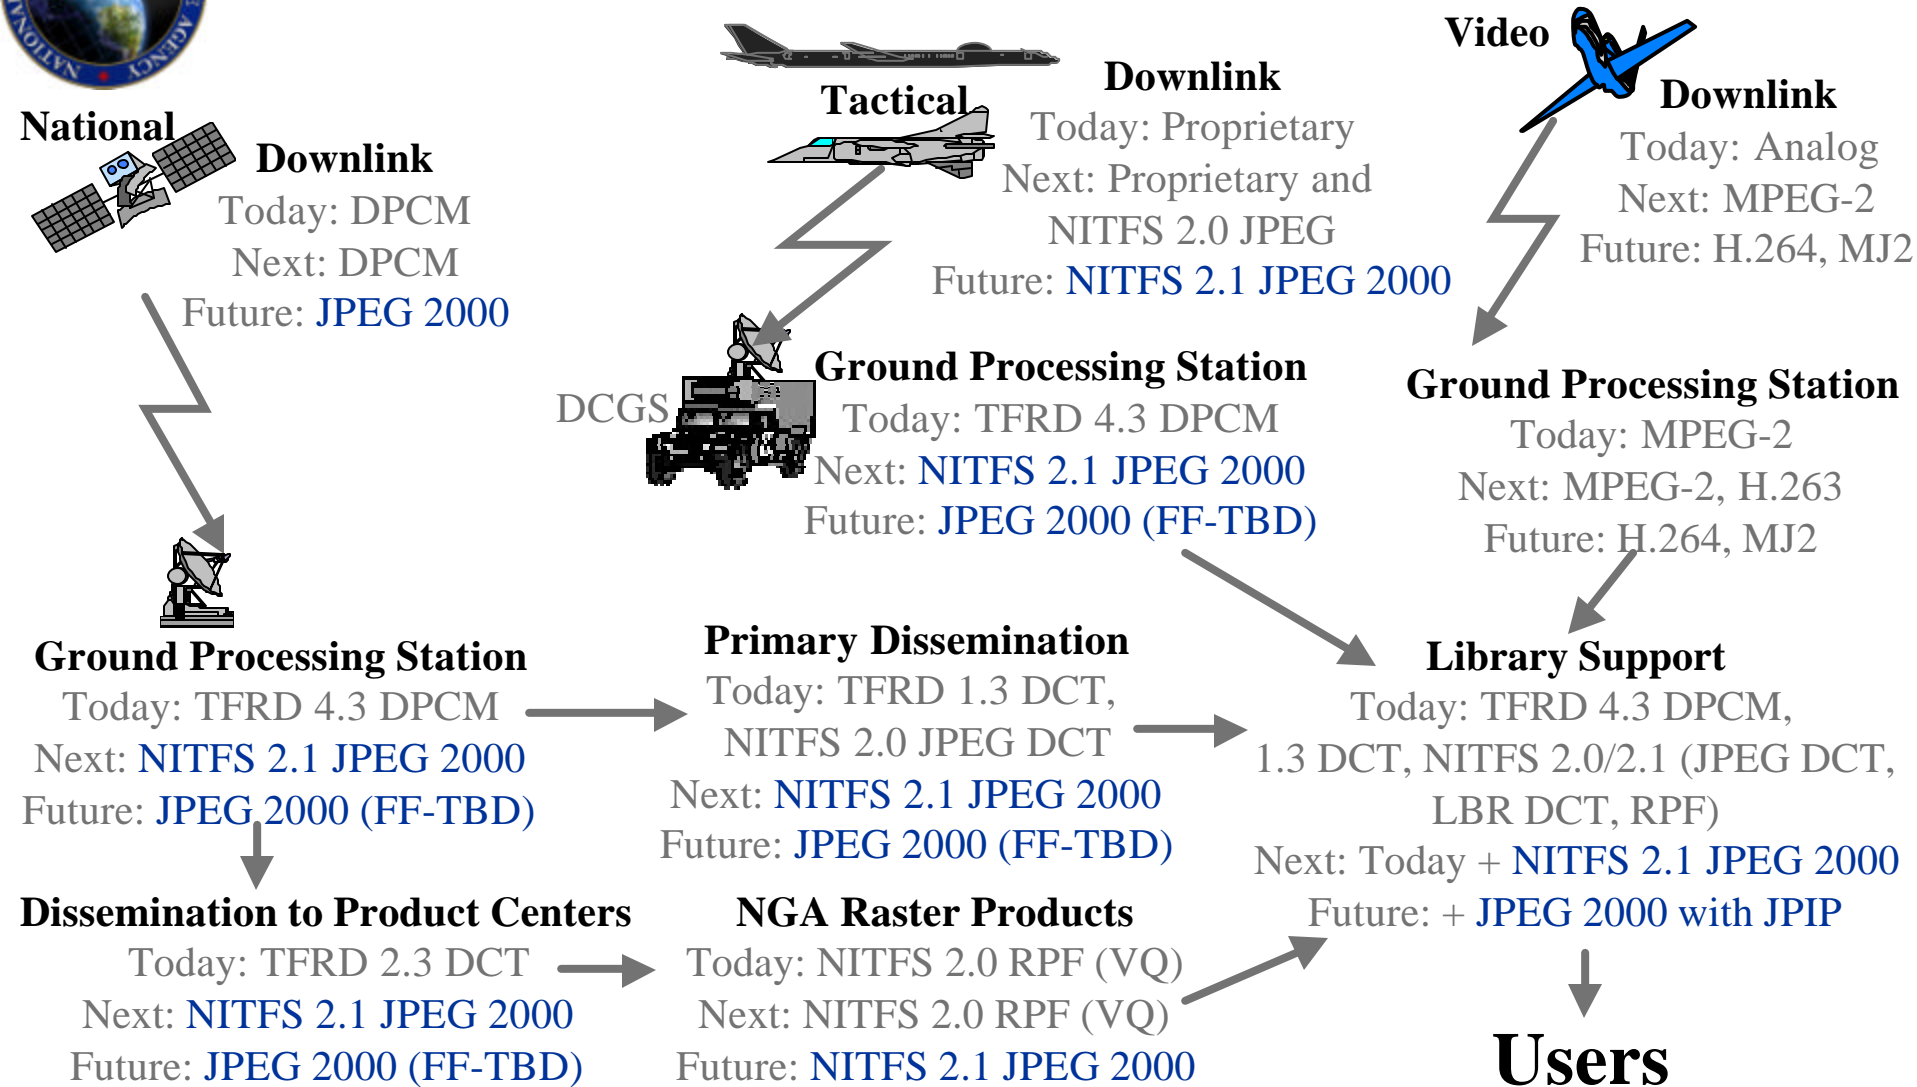 NATIONAL
AGENCY
National
Downlink
Today: DPCM
Next: DPCM
Future: JPEG 2000
Tactical
Downlink
Today: Proprietary
Next: Proprietary and
NITFS 2.0 JPEG
Future: NITFS 2.1 JPEG 2000
Video
Downlink
Today: Analog
Next: MPEG-2
Future: H.264, MJ2
DCGS
Ground Processing Station
Today: TFRD 4.3 DPCM
Next: NITFS 2.1 JPEG 2000
Future: JPEG 2000 (FF-TBD)
Ground Processing Station
Today: MPEG-2
Next: MPEG-2, H.263
Future: H.264, MJ2
Ground Processing Station
Today: TFRD 4.3 DPCM
Next: NITFS 2.1 JPEG 2000
Future: JPEG 2000 (FF-TBD)
Primary Dissemination
Today: TFRD 1.3 DCT,
NITFS 2.0 JPEG DCT
Next: NITFS 2.1 JPEG 2000
Future: JPEG 2000 (FF-TBD)
Library Support
Today: TFRD 4.3 DPCM,
1.3 DCT, NITFS 2.0/2.1 (JPEG DCT,
LBR DCT, RPF)
Next: Today + NITFS 2.1 JPEG 2000
Future: + JPEG 2000 with JPIP
Dissemination to Product Centers
Today: TFRD 2.3 DCT
Next: NITFS 2.1 JPEG 2000
Future: JPEG 2000 (FF-TBD)
NGA Raster Products
Today: NITFS 2.0 RPF (VQ)
Next: NITFS 2.0 RPF (VQ)
Future: NITFS 2.1 JPEG 2000
Users